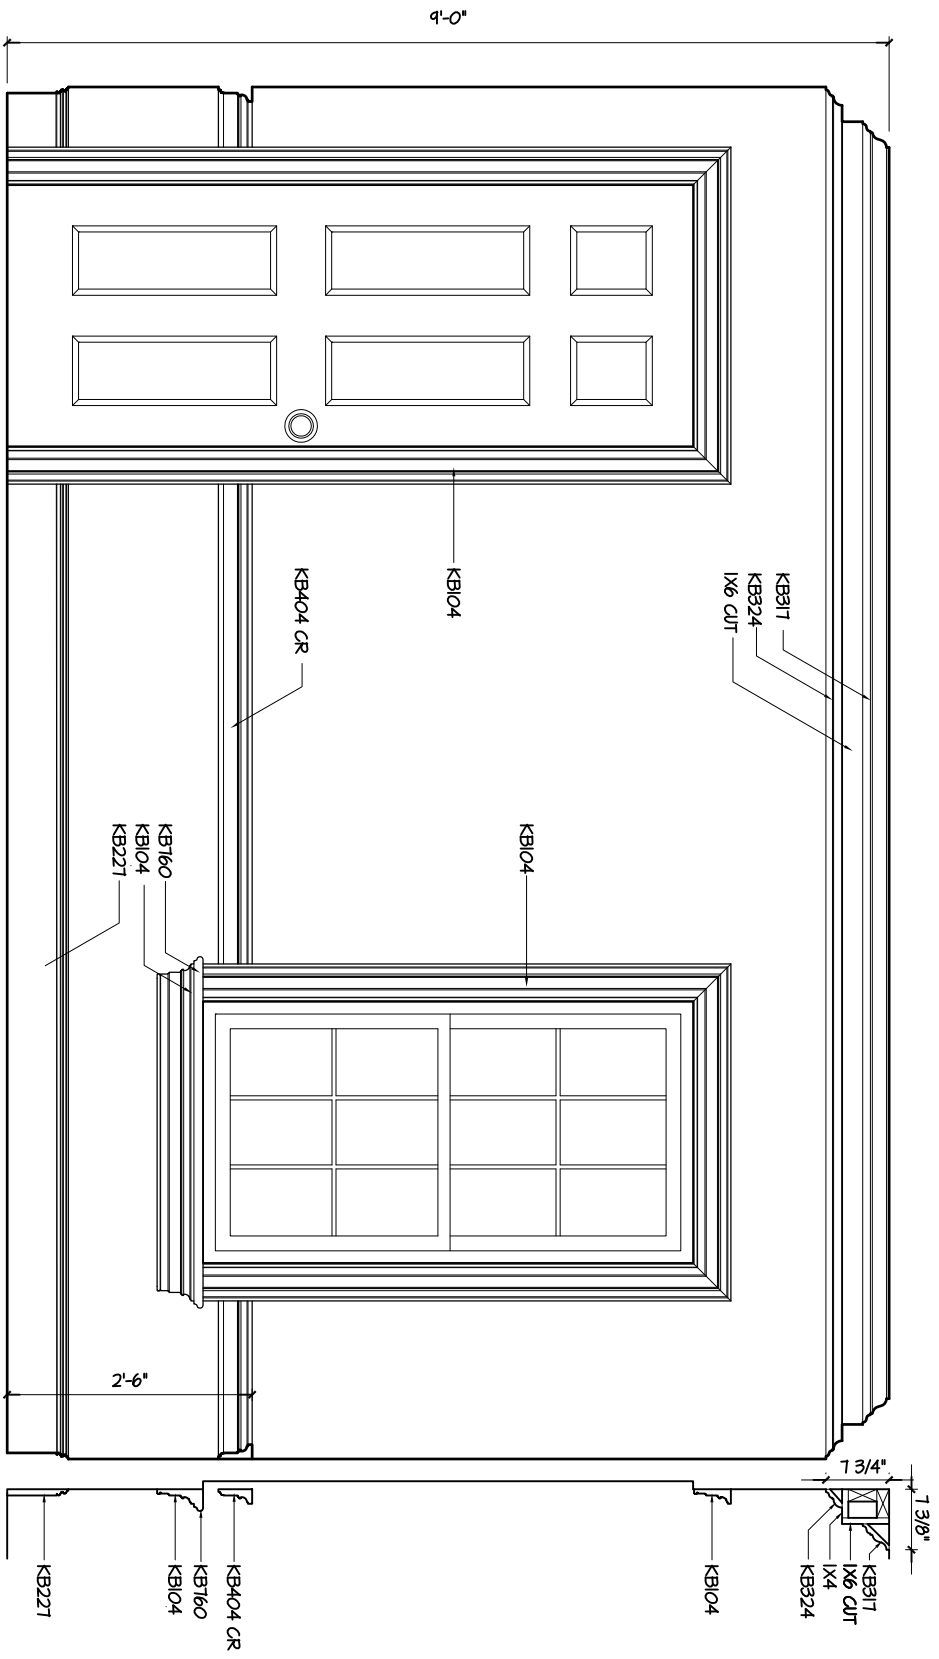 9'-0"
KB317
KB324
1X6 CUT
KB104
KB404 CR
KB104
KB760
KB104
KB227
2'-6"
7 3/4"
7 3/8"
KB317
1X6 CUT
1X4
KB324
KB104
KB404 CR
KB760
KB104
KB227